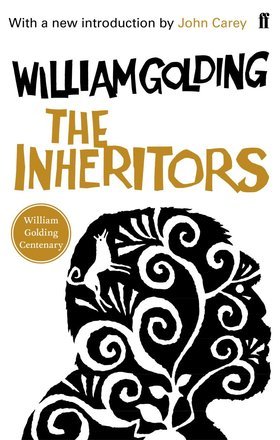 With a new introduction by John Carey ff
WILLIAM GOLDING
THE
INHERITORS
William
Golding
Centenary